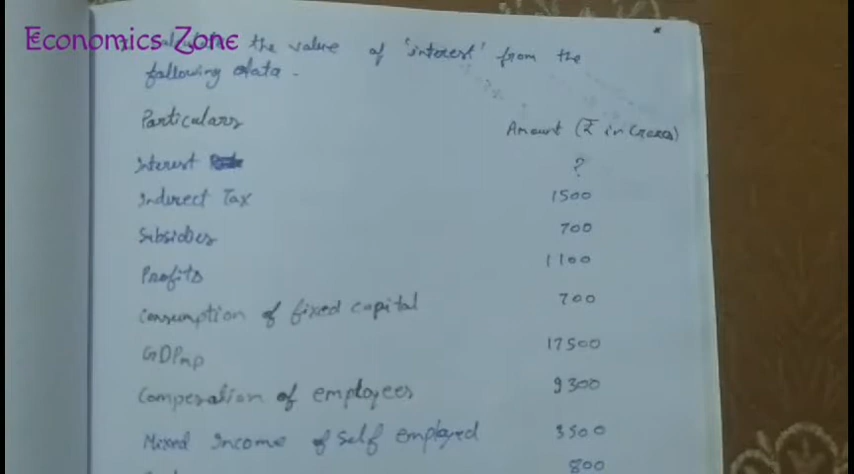 Economics Zone
the value of 'interest' from the
following data.
Particulars Amount (₹ in Crores)
Interest ?
Indirect Tax 1500
Subsidies 700
Profits 1100
Consumption of fixed capital 700
GDPmp 17500
Compensation of employees 9300
Mixed Income of Self employed 3500
800